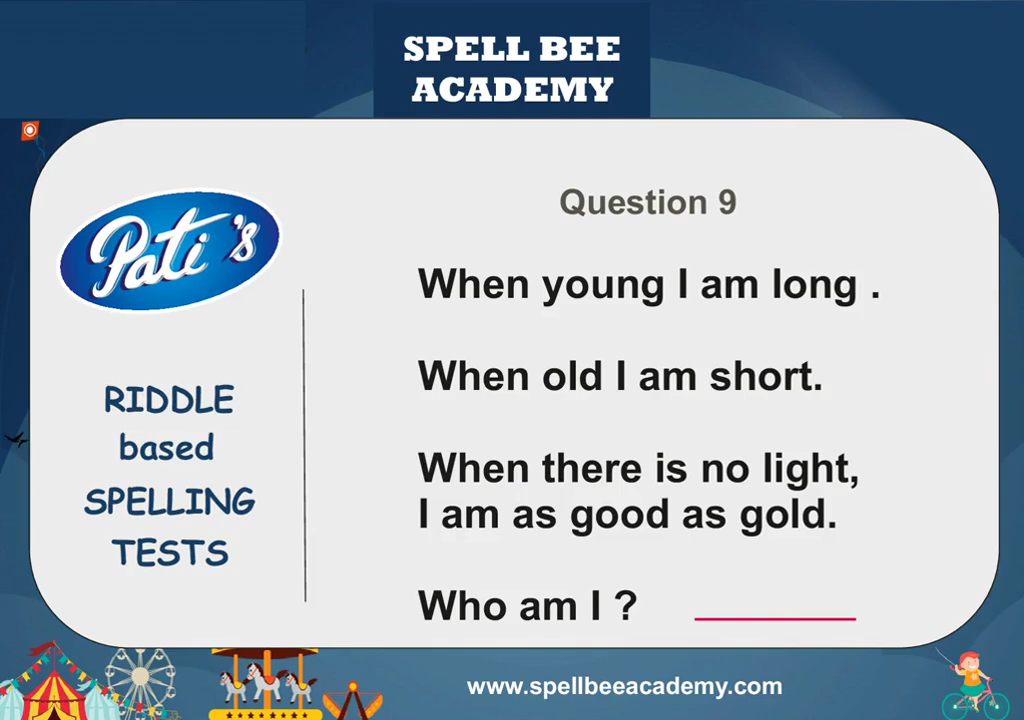 SPELL BEE
ACADEMY
Pati's
RIDDLE
based
SPELLING
TESTS
Question 9
When young I am long .
When old I am short.
When there is no light,
I am as good as gold.
Who am I ?
www.spellbeeacademy.com